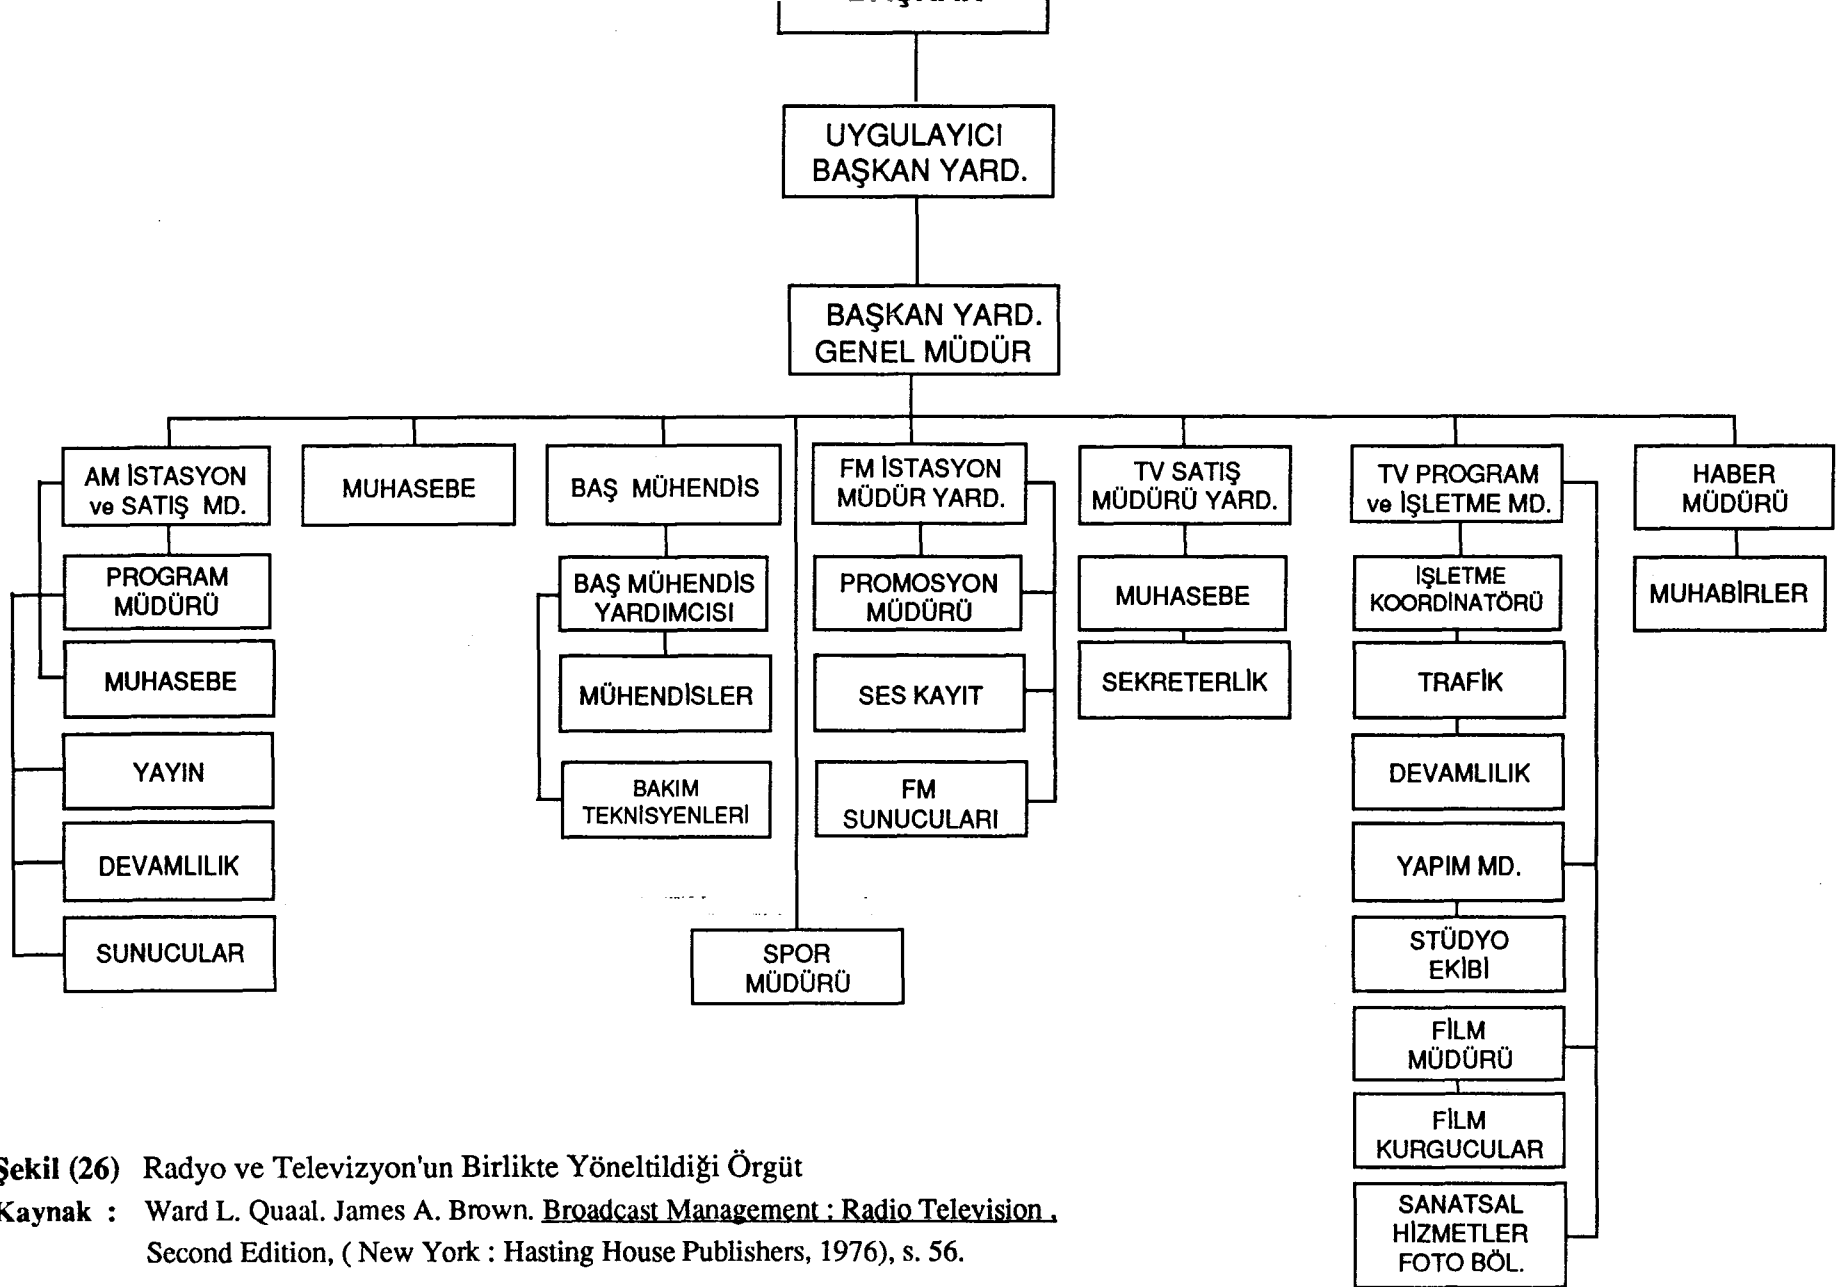 UYGULAYICI
BAŞKAN YARD.
BAŞKAN YARD.
GENEL MÜDÜR
AM İSTASYON
ve SATIŞ MD.
PROGRAM
MÜDÜRÜ
MUHASEBE
YAYIN
DEVAMLILIK
SUNUCULAR
MUHASEBE
BAŞ MÜHENDİS
BAŞ MÜHENDİS
YARDIMCISI
MÜHENDİSLER
BAKIM
TEKNİSYENLERİ
SPOR
MÜDÜRÜ
FM İSTASYON
MÜDÜR YARD.
PROMOSYON
MÜDÜRÜ
SES KAYIT
FM
SUNUCULARI
TV SATIŞ
MÜDÜRÜ YARD.
MUHASEBE
SEKRETERLİK
TV PROGRAM
ve İŞLETME MD.
İŞLETME
KOORDİNATÖRÜ
TRAFİK
DEVAMLILIK
YAPIM MD.
STÜDYO
EKİBİ
FİLM
MÜDÜRÜ
FİLM
KURGUCULAR
SANATSAL
HİZMETLER
FOTO BÖL.
HABER
MÜDÜRÜ
MUHABİRLER
Şekil (26) Radyo ve Televizyon'un Birlikte Yöneltildiği Örgüt
Kaynak : Ward L. Quaal. James A. Brown. Broadcast Management : Radio Television .
Second Edition, ( New York : Hasting House Publishers, 1976), s. 56.